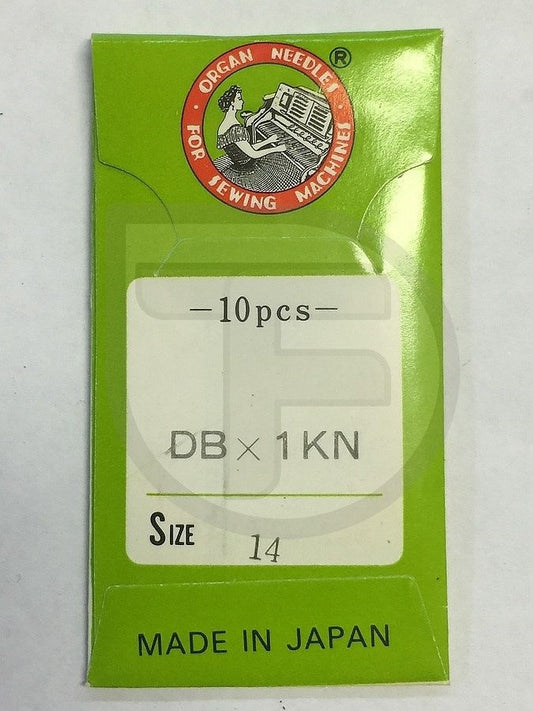 ORGAN NEEDLES
FOR SEWING MACHINES
®
-10pcs-
DB × 1KN
SIZE 14
MADE IN JAPAN